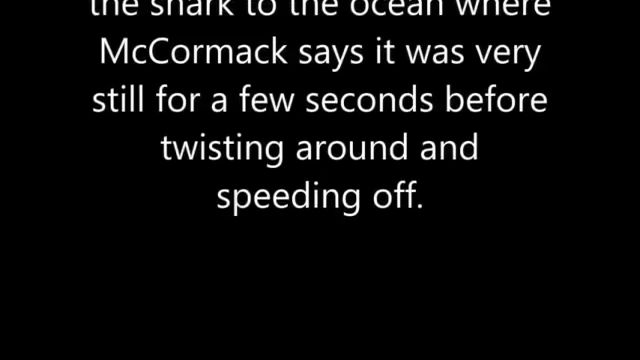 the shark to the ocean where
McCormack says it was very
still for a few seconds before
twisting around and
speeding off.